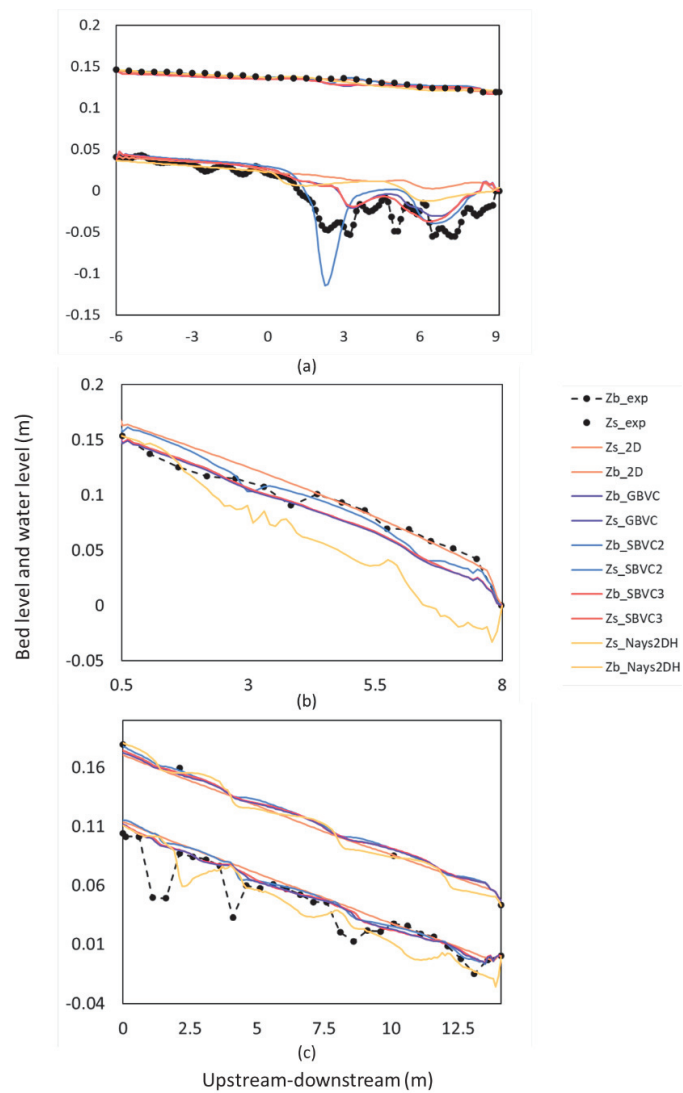 0.2
0.15
0.1
0.05
0
-0.05
-0.1
-0.15
-6
-3
0
3
6
9
(a)
0.2
0.15
0.1
0.05
0
-0.05
0.5
3
5.5
8
(b)
0.16
0.11
0.06
0.01
-0.04
0
2.5
5
7.5
10
12.5
(c)
Bed level and water level (m)
Upstream-downstream (m)
Zb_exp
Zs_exp
Zs_2D
Zb_2D
Zb_GBVC
Zs_GBVC
Zb_SBVC2
Zs_SBVC2
Zb_SBVC3
Zs_SBVC3
Zs_Nays2DH
Zb_Nays2DH